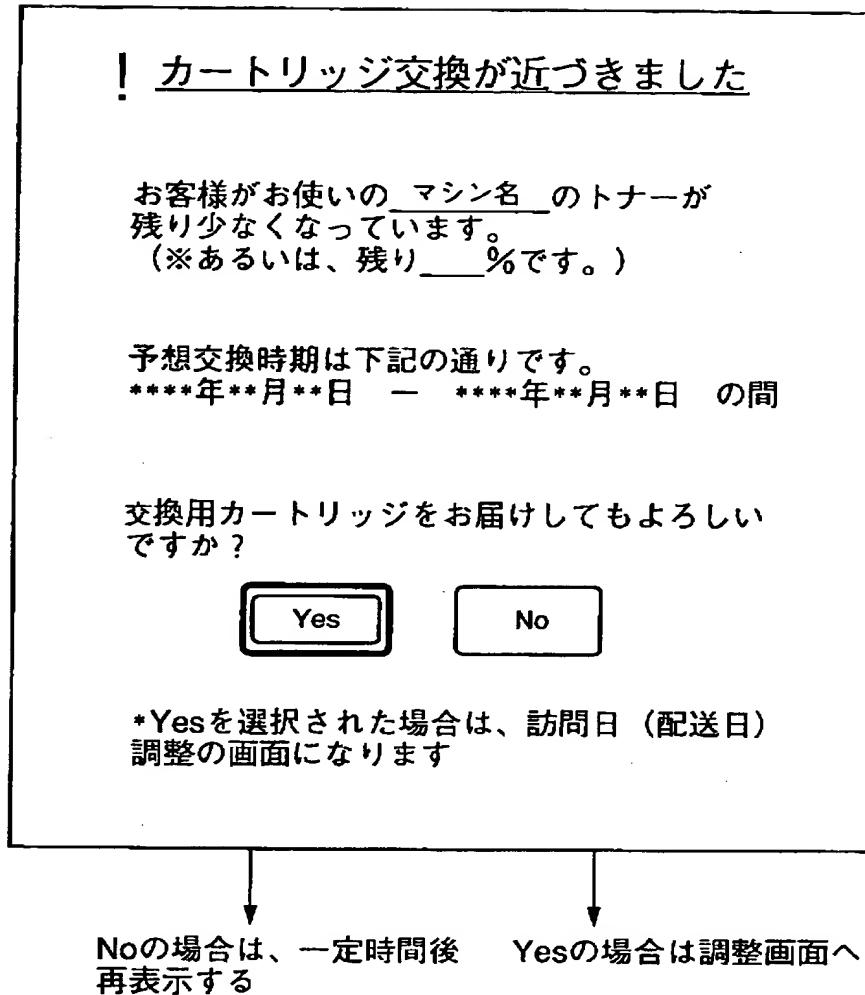 ! カートリッジ交換が近づきました
お客様がお使いの マシン名 のトナーが
残り少なくなっています。
(※あるいは、残り___%です。)
予想交換時期は下記の通りです。
****年**月**日 ー ****年**月**日 の間
交換用カートリッジをお届けしてもよろしい
ですか?
Yes No
*Yesを選択された場合は、訪問日(配送日)
調整の画面になります
Noの場合は、一定時間後 Yesの場合は調整画面へ
再表示する